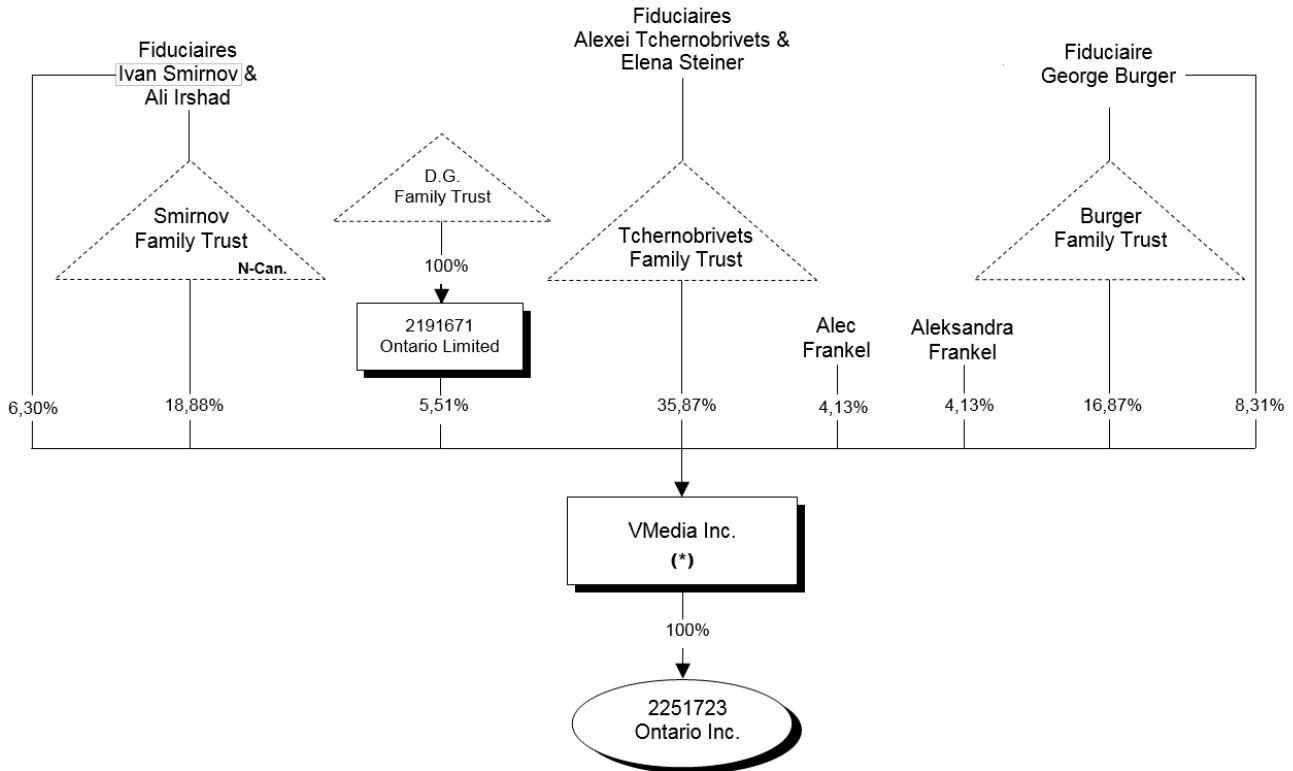 Fiduciaires
Ivan Smirnov &
Ali Irshad
Fiduciaires
Alexei Tchernobrivets &
Elena Steiner
Fiduciaire
George Burger
Smirnov
Family Trust
N-Can.
D.G.
Family Trust
Tchernobrivets
Family Trust
Burger
Family Trust
100%
2191671
Ontario Limited
Alec
Frankel
Aleksandra
Frankel
6,30%
18,88%
5,51%
35,87%
4,13%
4,13%
16,87%
8,31%
VMedia Inc.
(*)
100%
2251723
Ontario Inc.